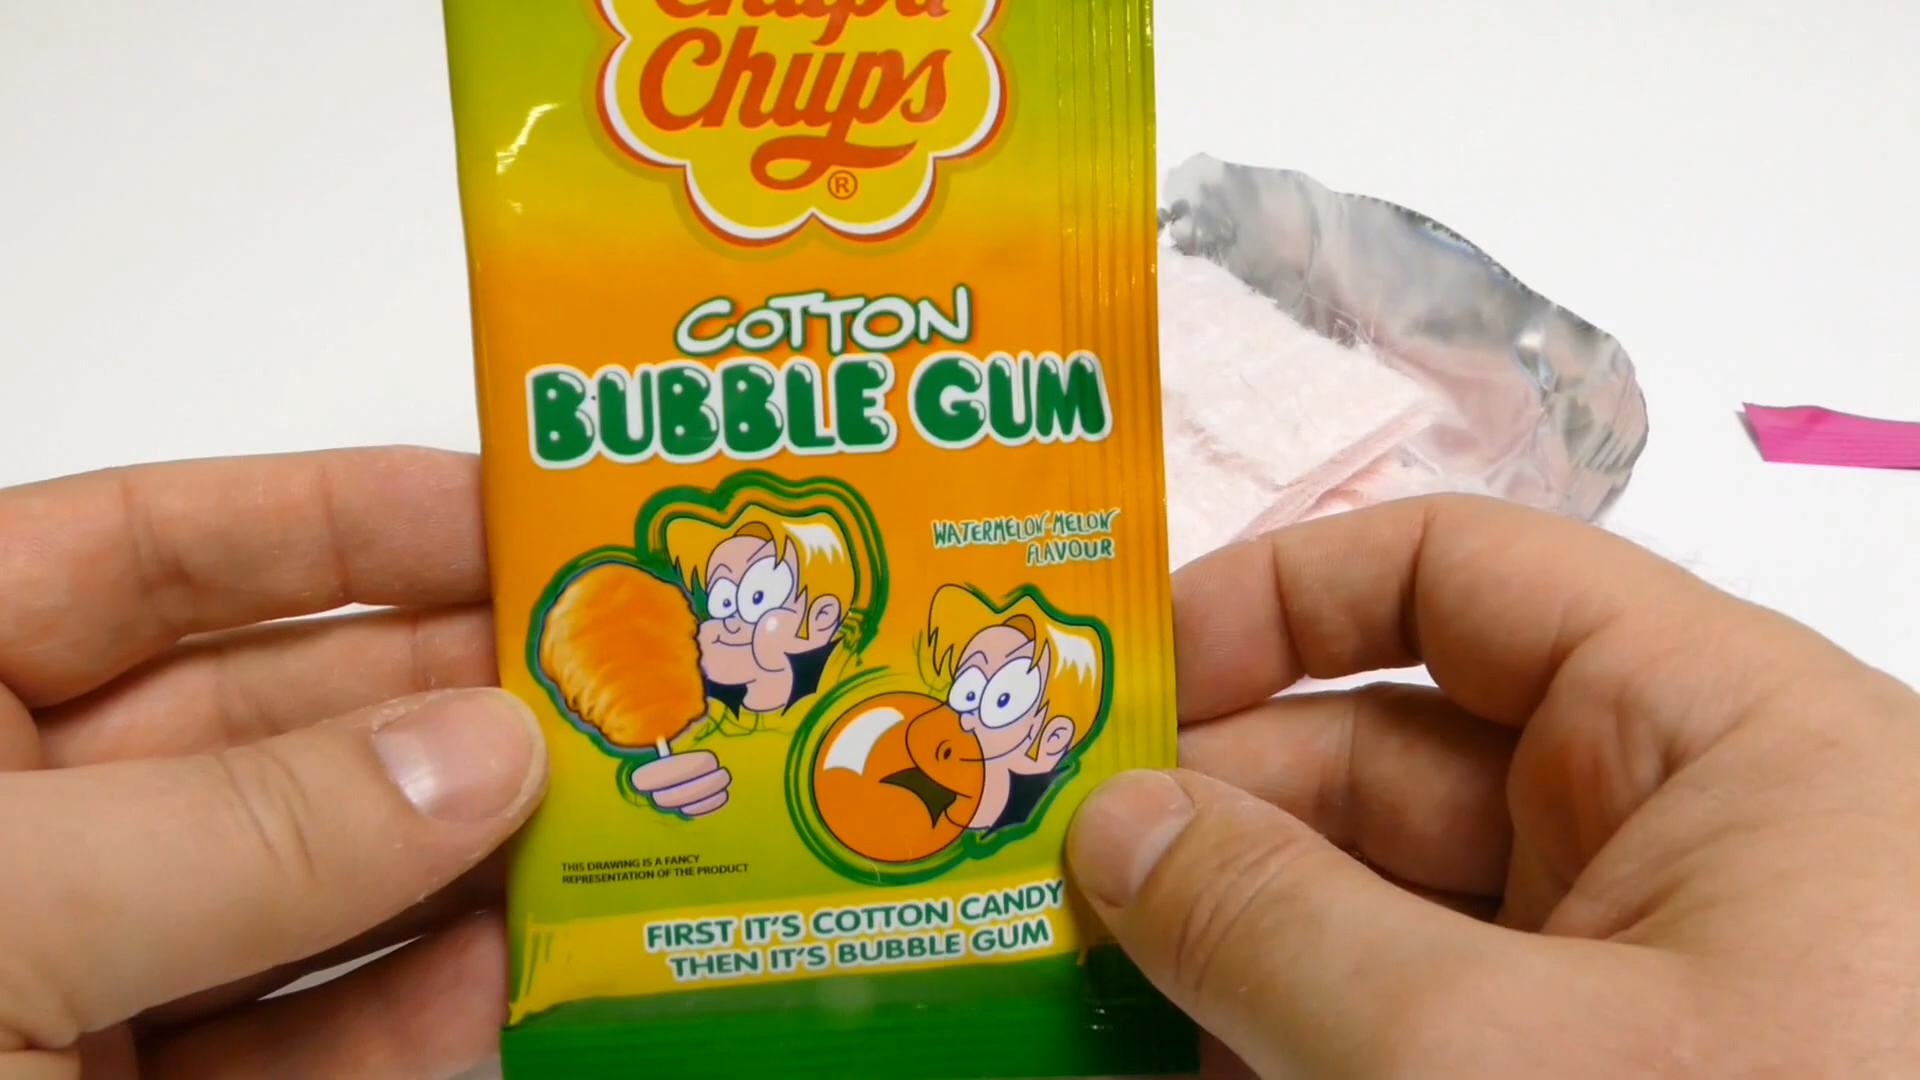 Chupa
Chups
®
COTTON
BUBBLE GUM
WATERMELON-MELON
FLAVOUR
THIS DRAWING IS A FANCY
REPRESENTATION OF THE PRODUCT
FIRST IT'S COTTON CANDY
THEN IT'S BUBBLE GUM